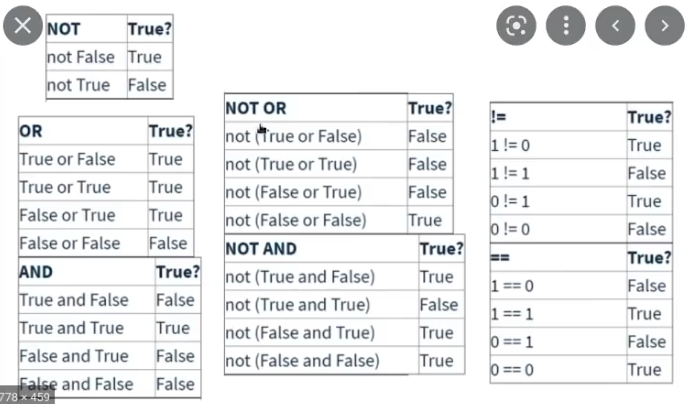 NOT True?
not False True
not True False
OR True?
True or False True
True or True True
False or True True
False or False False
AND True?
True and False False
True and True True
False and True False
False and False False
NOT OR True?
not (True or False) False
not (True or True) False
not (False or True) False
not (False or False) True
NOT AND True?
not (True and False) True
not (True and True) False
not (False and True) True
not (False and False) True
!= True?
1 != 0 True
1 != 1 False
0 != 1 True
0 != 0 False
== True?
1 == 0 False
1 == 1 True
0 == 1 False
0 == 0 True
778 × 459